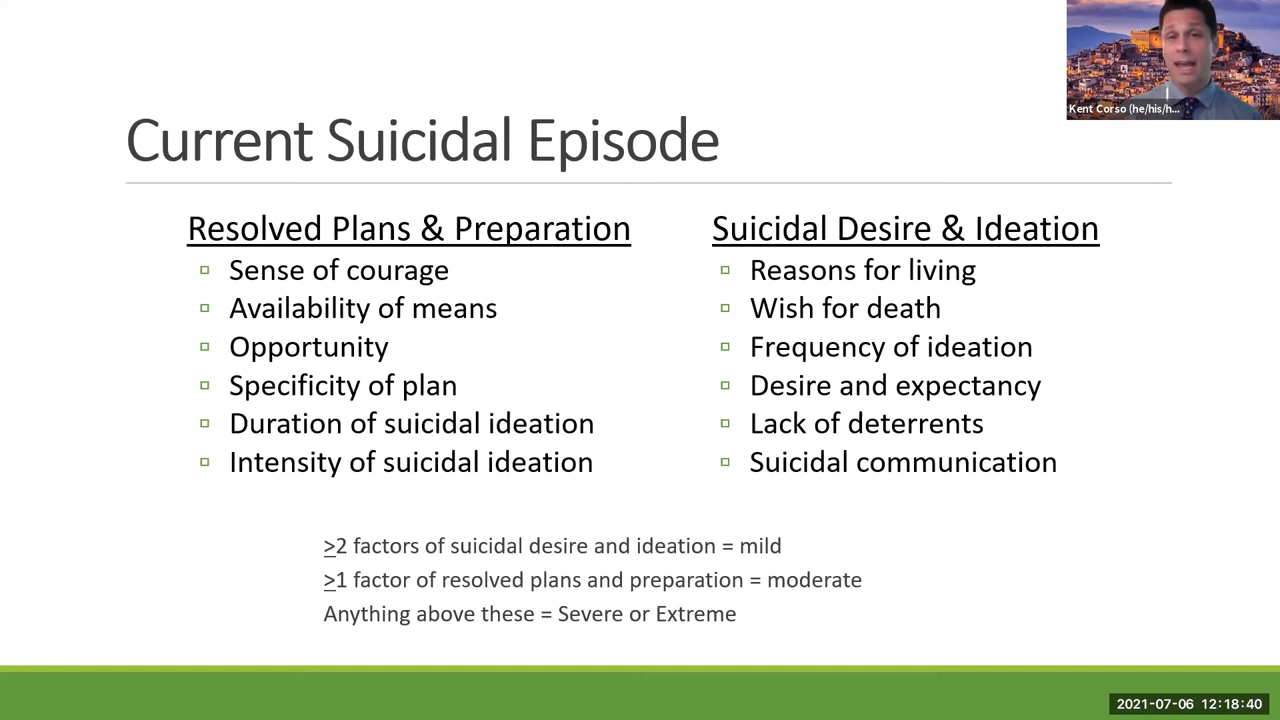 Kent Corso (he/his/h...
Current Suicidal Episode
Resolved Plans & Preparation
Sense of courage
Availability of means
Opportunity
Specificity of plan
Duration of suicidal ideation
Intensity of suicidal ideation
Suicidal Desire & Ideation
Reasons for living
Wish for death
Frequency of ideation
Desire and expectancy
Lack of deterrents
Suicidal communication
≥2 factors of suicidal desire and ideation = mild
≥1 factor of resolved plans and preparation = moderate
Anything above these = Severe or Extreme
2021-07-06 12:18:40